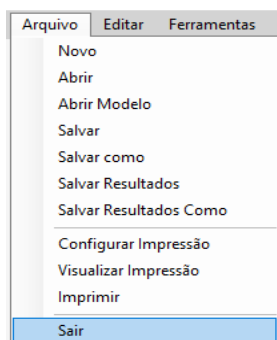 Arquivo Editar Ferramentas
Novo
Abrir
Abrir Modelo
Salvar
Salvar como
Salvar Resultados
Salvar Resultados Como
Configurar Impressão
Visualizar Impressão
Imprimir
Sair